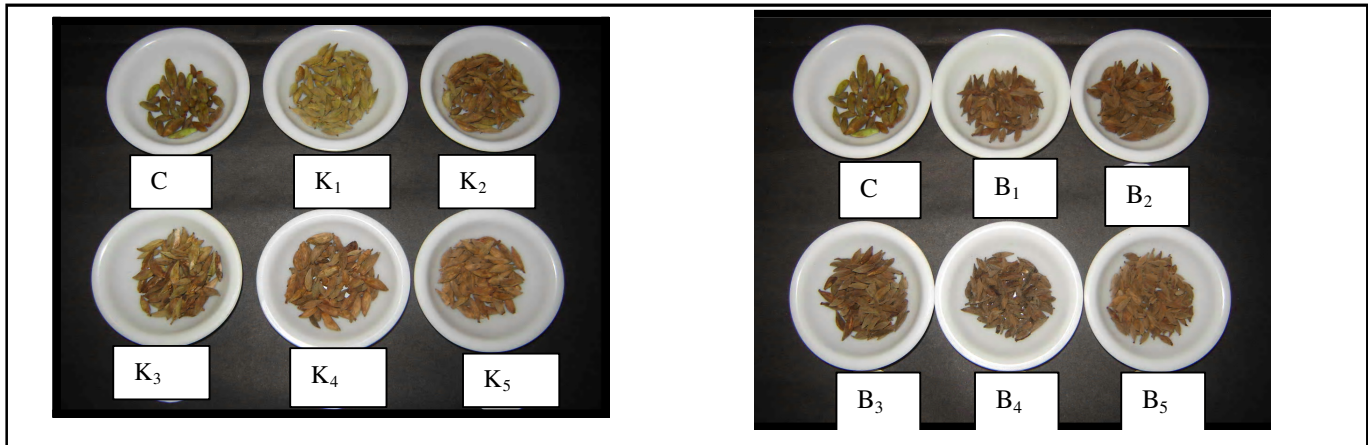 C K₁ K₂
K₃ K₄ K₅
C B₁ B₂
B₃ B₄ B₅